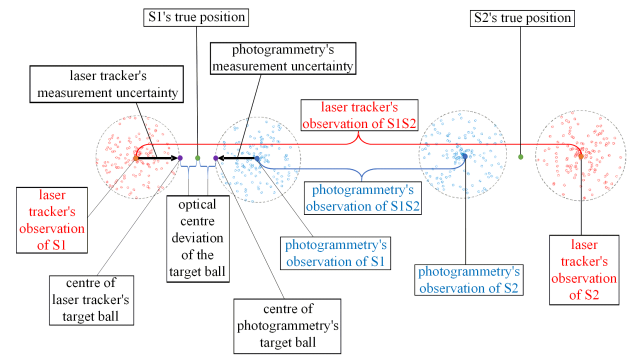 S1's true position
S2's true position
photogrammetry's
measurement uncertainty
laser tracker's
measurement uncertainty
laser tracker's
observation of S1S2
photogrammetry's
observation of S1S2
laser
tracker's
observation
of S1
optical
centre
deviation
of the
target ball
photogrammetry's
observation of S1
photogrammetry's
observation of S2
laser
tracker's
observation
of S2
centre of
laser tracker's
target ball
centre of
photogrammetry's
target ball